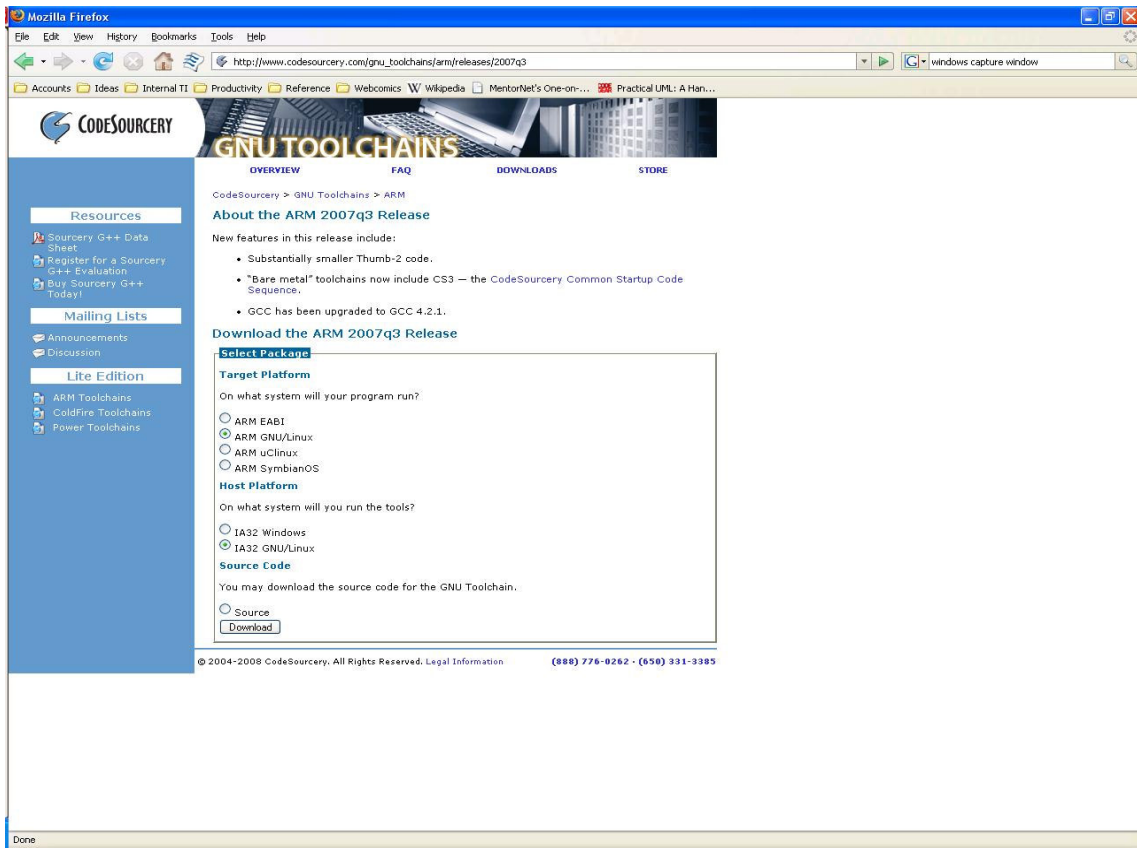 Mozilla Firefox
File Edit View History Bookmarks Tools Help
http://www.codesourcery.com/gnu_toolchains/arm/releases/2007q3
windows capture window
Accounts Ideas Internal TI Productivity Reference Webcomics Wikipedia MentorNet's One-on-... Practical UML: A Han...
CODESOURCERY
GNU TOOLCHAINS
OVERVIEW FAQ DOWNLOADS STORE
Resources
Sourcery G++ Data
Sheet
Register for a Sourcery
G++ Evaluation
Buy Sourcery G++
Today!
Mailing Lists
Announcements
Discussion
Lite Edition
ARM Toolchains
ColdFire Toolchains
Power Toolchains
CodeSourcery > GNU Toolchains > ARM
About the ARM 2007q3 Release
New features in this release include:
• Substantially smaller Thumb-2 code.
• "Bare metal" toolchains now include CS3 — the CodeSourcery Common Startup Code
Sequence.
• GCC has been upgraded to GCC 4.2.1.
Download the ARM 2007q3 Release
Select Package
Target Platform
On what system will your program run?
ARM EABI
ARM GNU/Linux
ARM uClinux
ARM SymbianOS
Host Platform
On what system will you run the tools?
IA32 Windows
IA32 GNU/Linux
Source Code
You may download the source code for the GNU Toolchain.
Source
Download
© 2004-2008 CodeSourcery. All Rights Reserved. Legal Information (888) 776-0262 · (650) 331-3385
Done